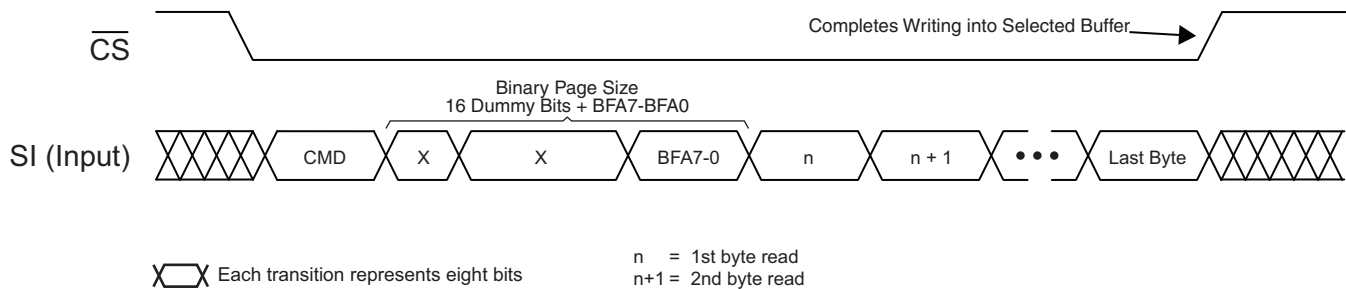 Completes Writing into Selected Buffer
CS
Binary Page Size
16 Dummy Bits + BFA7-BFA0
SI (Input)
CMD X X BFA7-0 n n + 1 ••• Last Byte
Each transition represents eight bits
n = 1st byte read
n+1 = 2nd byte read